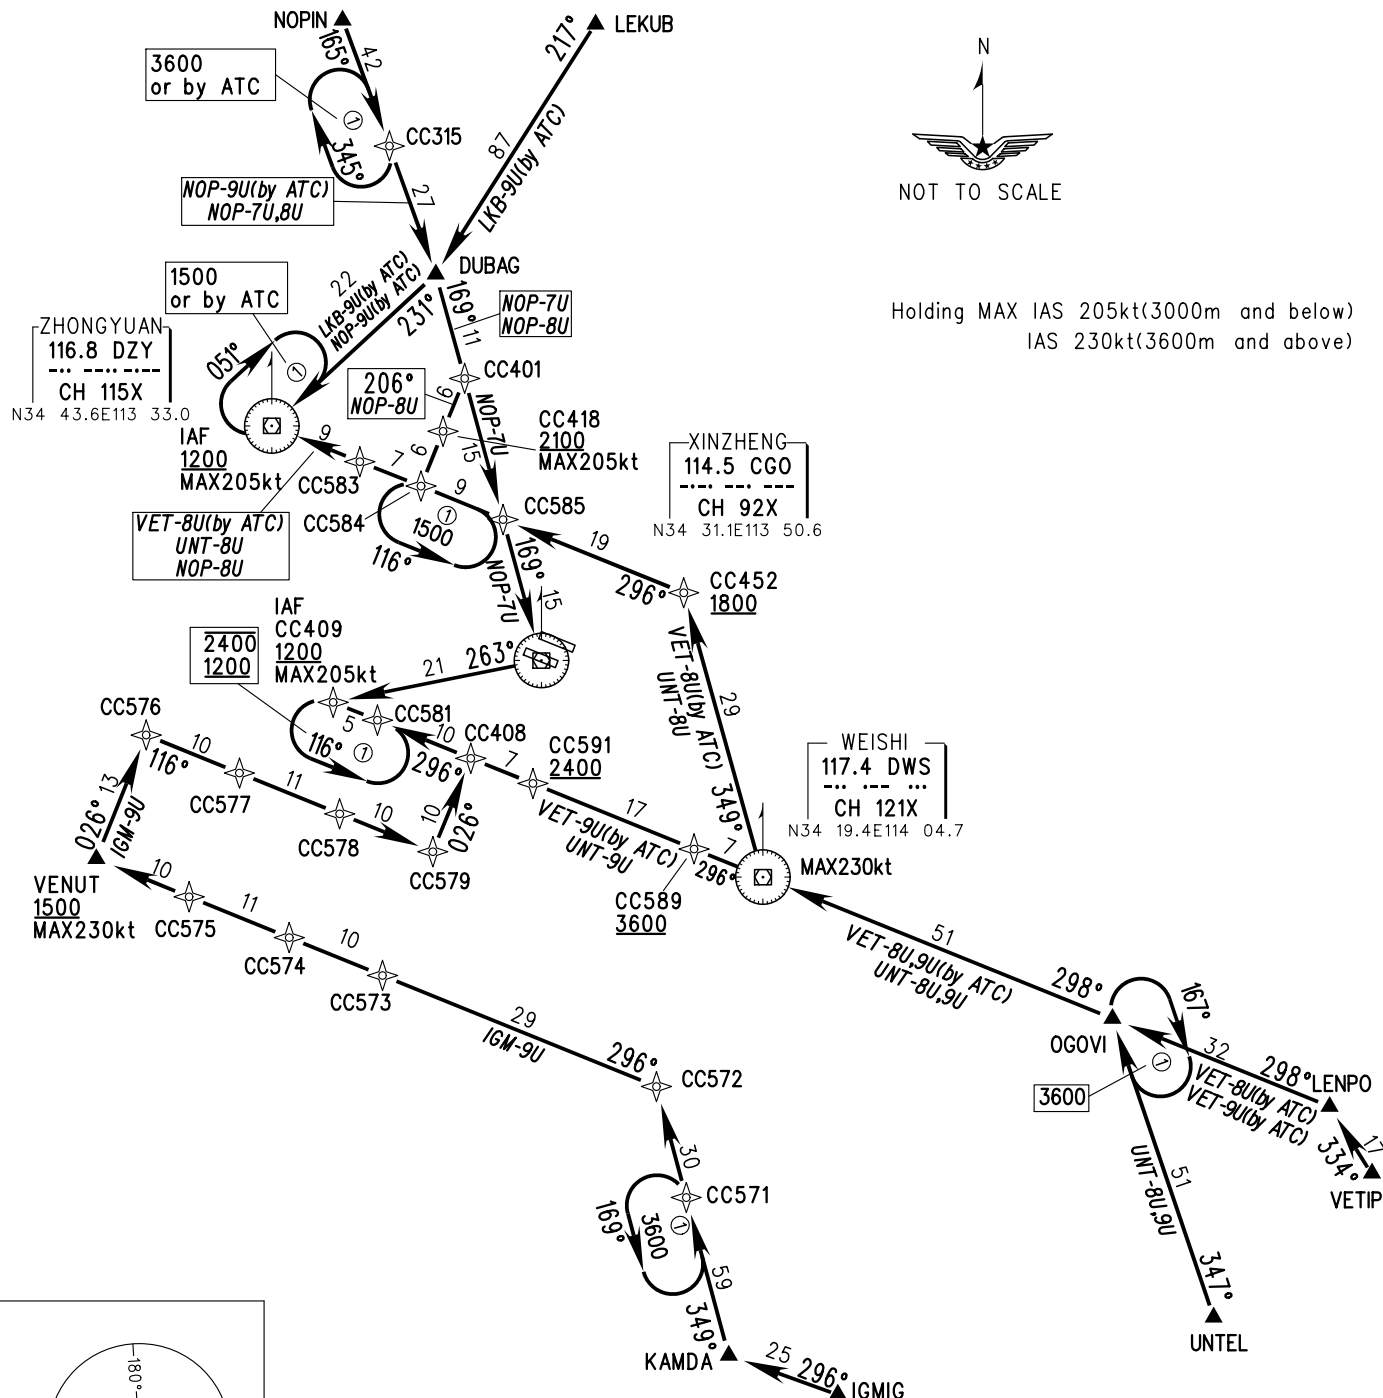 NOPIN
LEKUB
165°
42
217°
N
3600
or by ATC
1
345°
CC315
87
LKB-9U(by ATC)
NOT TO SCALE
NOP-9U(by ATC)
NOP-7U,8U
27
DUBAG
1500
or by ATC
22
LKB-9U(by ATC)
NOP-9U(by ATC)
231°
169°
11
NOP-7U
NOP-8U
Holding MAX IAS 205kt(3000m and below)
IAS 230kt(3600m and above)
ZHONGYUAN
116.8 DZY
CH 115X
N34 43.6E113 33.0
051°
1
206°
NOP-8U
6
CC401
NOP-7U
15
CC418
2100
MAX205kt
IAF
1200
MAX205kt
9
CC583
7
6
9
CC584
CC585
1
1500
116°
XINZHENG
114.5 CGO
CH 92X
N34 31.1E113 50.6
VET-8U(by ATC)
UNT-8U
NOP-8U
169°
NOP-7U
15
19
296°
CC452
1800
IAF
CC409
1200
MAX205kt
2400
1200
263°
21
VET-8U(by ATC)
UNT-8U
29
349°
CC576
116°
10
CC577
11
CC578
10
CC579
5
CC581
116°
1
10
296°
CC408
7
CC591
2400
10
026°
17
VET-9U(by ATC)
UNT-9U
7
296°
CC589
3600
WEISHI
117.4 DWS
CH 121X
N34 19.4E114 04.7
MAX230kt
13
026°
IGM-9U
VENUT
1500
MAX230kt
10
CC575
11
CC574
10
CC573
29
IGM-9U
296°
CC572
51
VET-8U,9U(by ATC)
UNT-8U,9U
298°
167°
OGOVI
1
3600
32
298°
LENPO
VET-8U(by ATC)
VET-9U(by ATC)
17
334°
VETIP
51
UNT-8U,9U
347°
UNTEL
30
CC571
169°
3600
1
59
349°
KAMDA
25
296°
IGMIG
180°